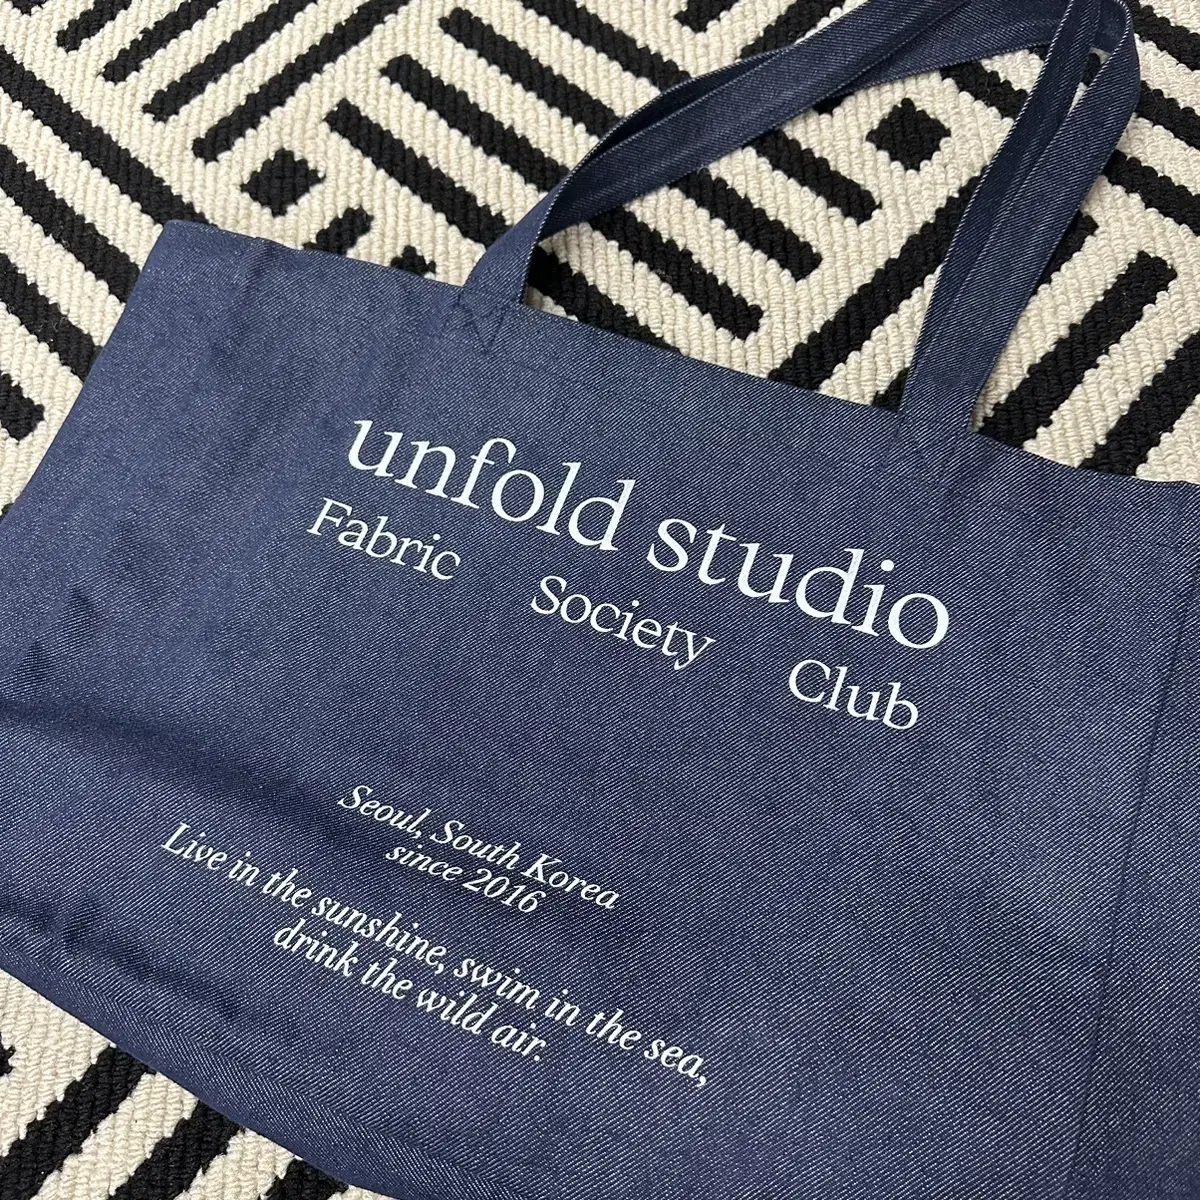 unfold studio
Fabric Society Club
Seoul, South Korea
since 2016
Live in the sunshine, swim in the sea,
drink the wild air.